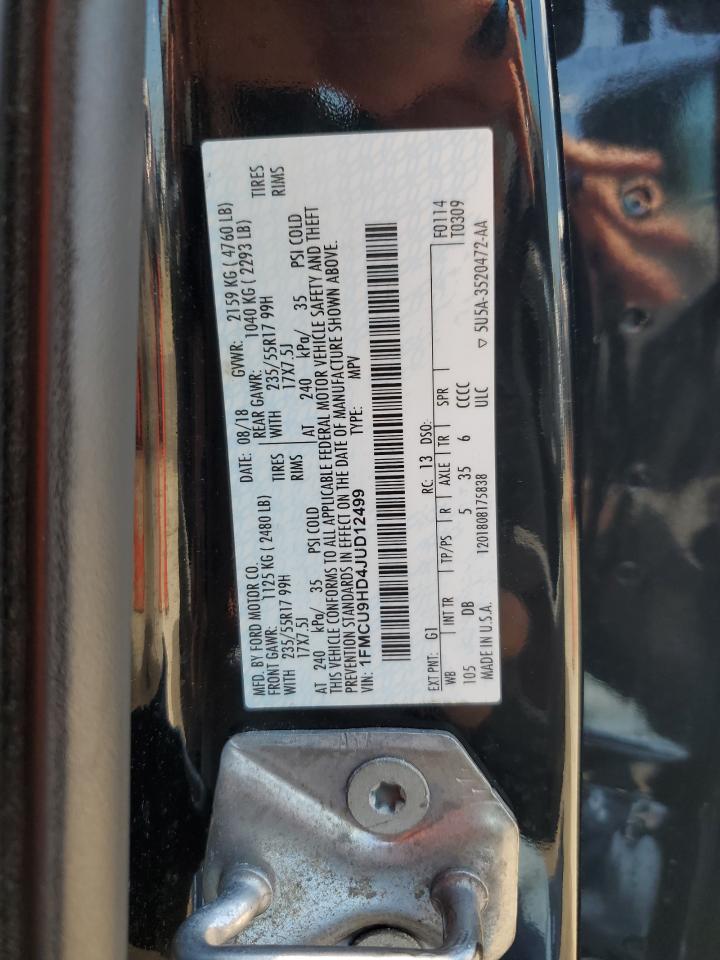 MFD. BY FORD MOTOR CO.
DATE: 08/18
GVWR: 2159 KG ( 4760 LB)
FRONT GAWR: 1125 KG ( 2480 LB)
REAR GAWR: 1040 KG ( 2293 LB)
WITH 235/55R17 99H TIRES
WITH 235/55R17 99H TIRES
17X7.5J RIMS
17X7.5J RIMS
AT 240 kPa/ 35 PSI COLD
AT 240 kPa/ 35 PSI COLD
THIS VEHICLE CONFORMS TO ALL APPLICABLE FEDERAL MOTOR VEHICLE SAFETY AND THEFT
PREVENTION STANDARDS IN EFFECT ON THE DATE OF MANUFACTURE SHOWN ABOVE.
VIN: 1FMCU9HD4JUD12499 TYPE: MPV
EXT PNT: G1 RC: 13 DSO: F0114
WB INT TR TP/PS R AXLE TR SPR T0309
105 DB 5 35 6 CCCC
MADE IN U.S.A. 1201808175838 ULC ▽ 5U5A-3520472-AA